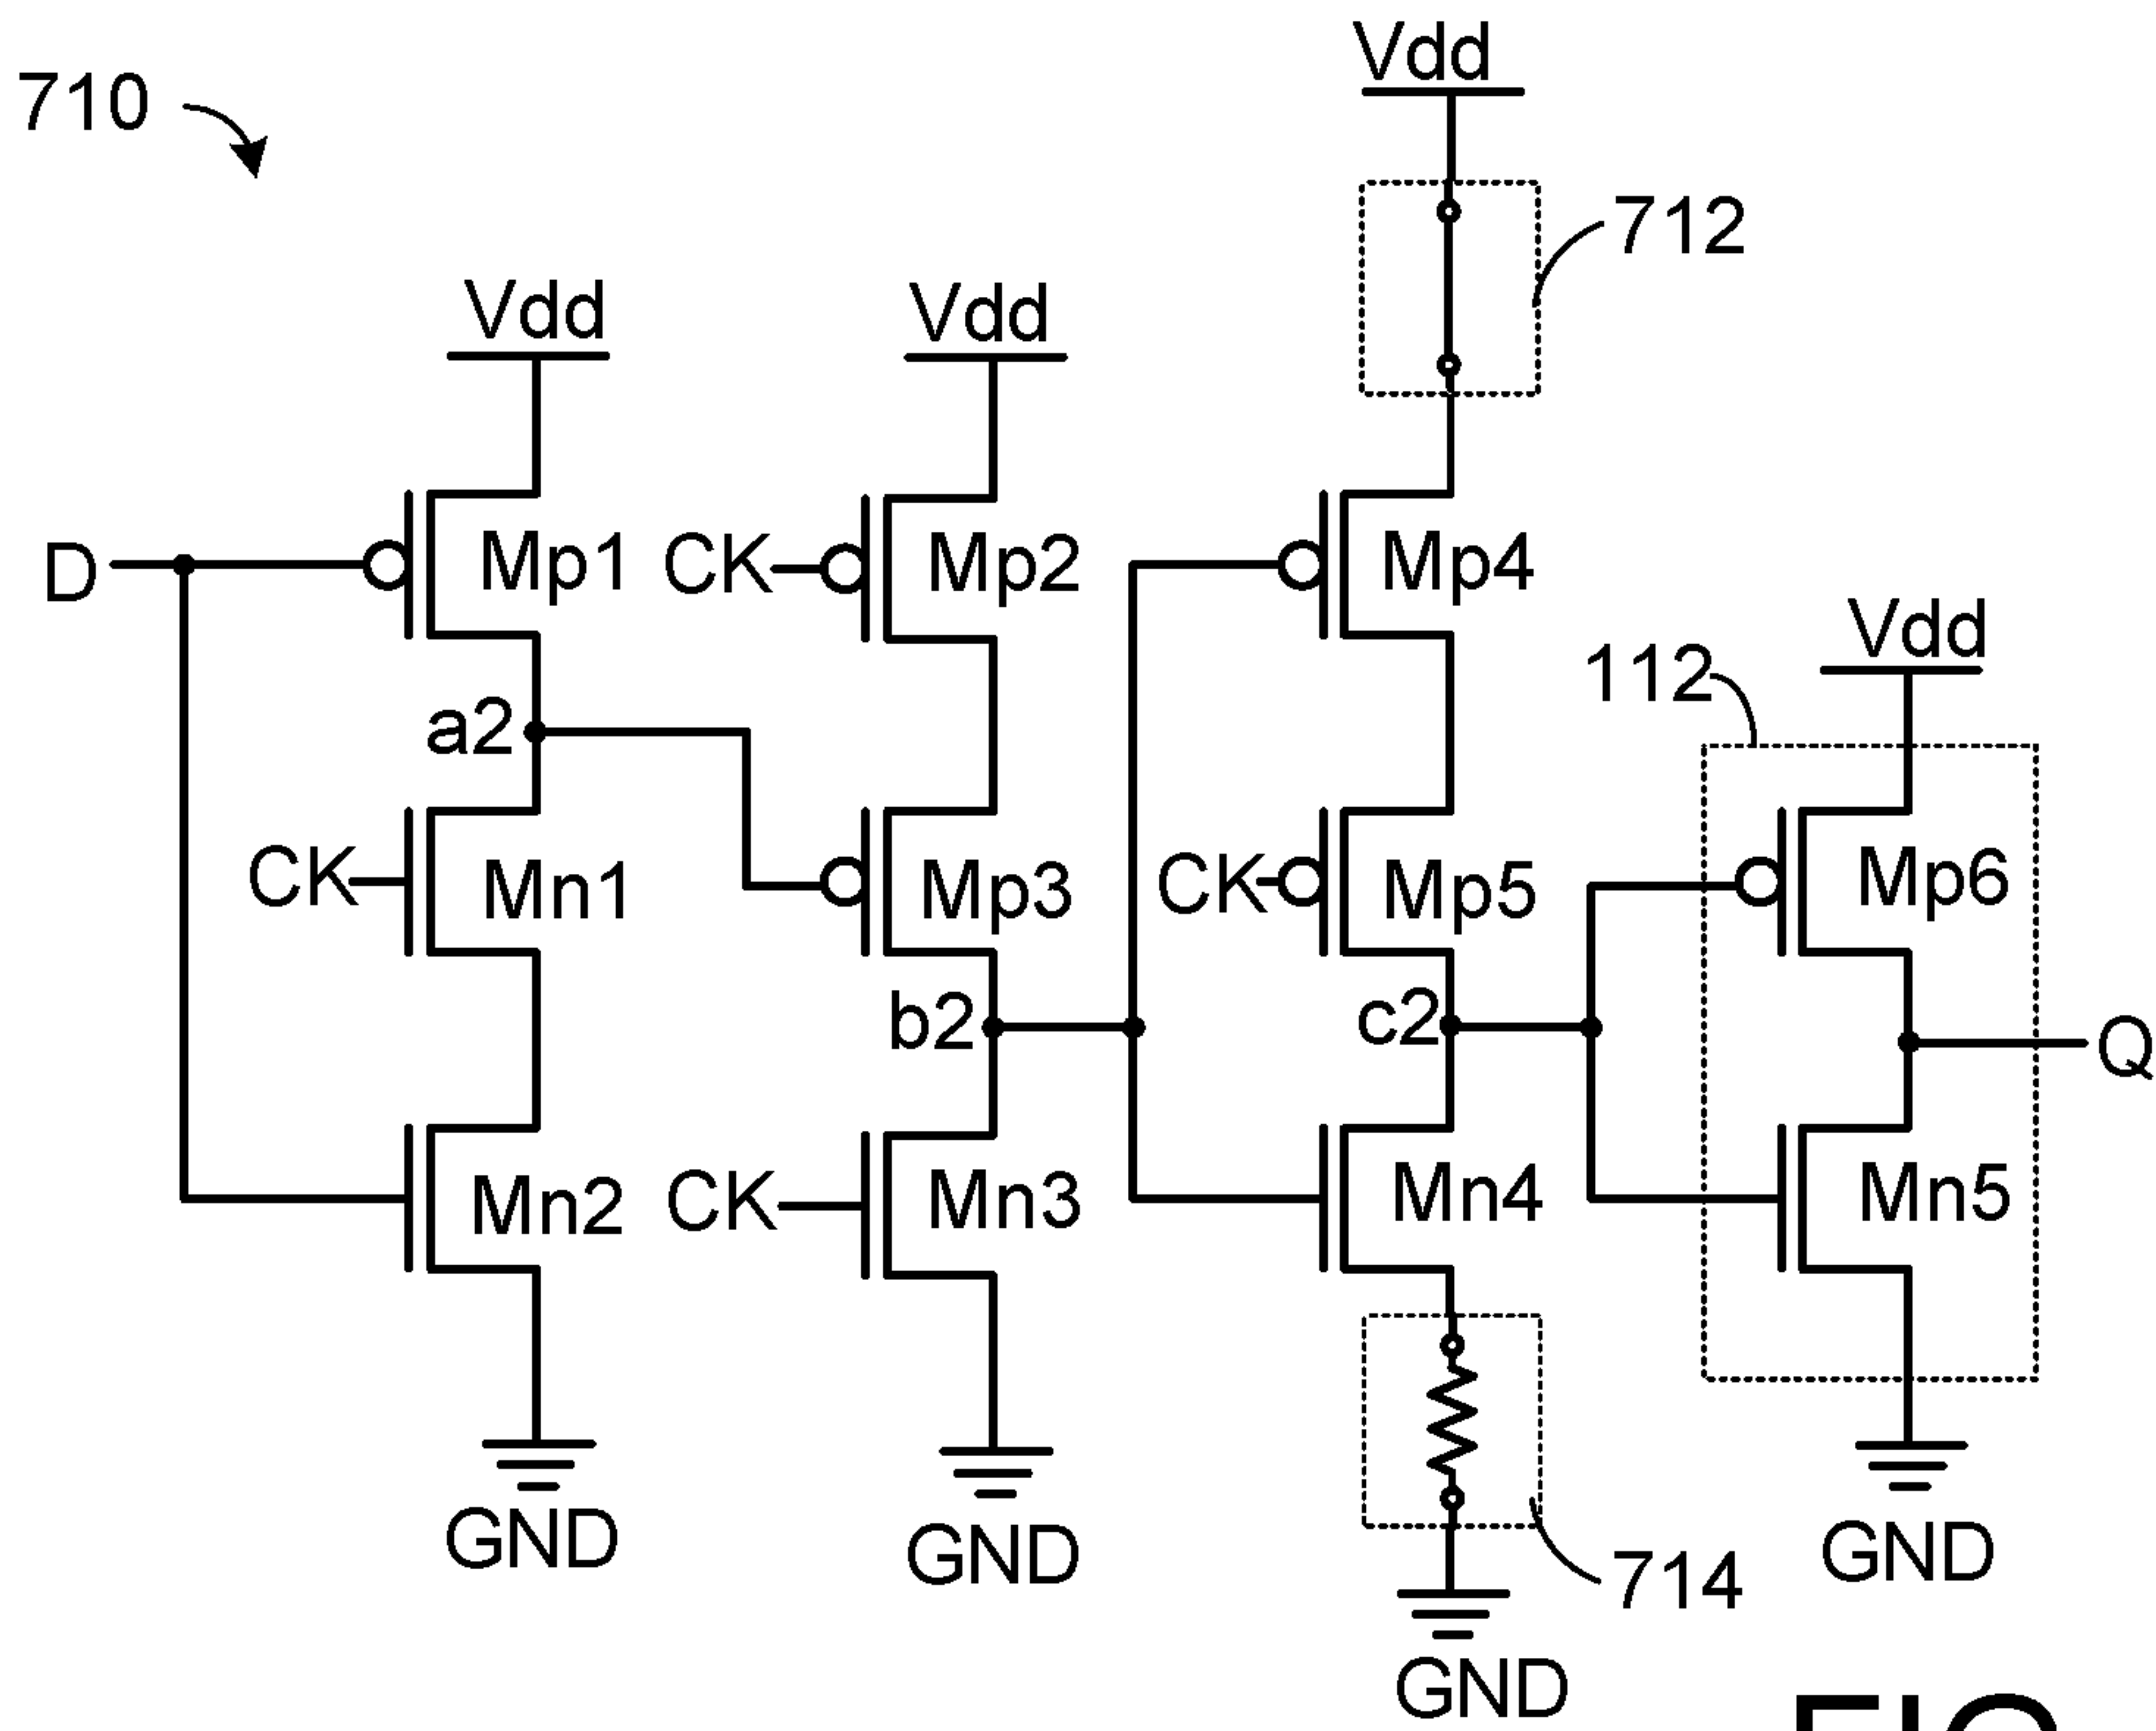 Vdd
710
712
Vdd
Vdd
D
Mp1
CK
Mp2
Mp4
Vdd
112
a2
CK
Mn1
Mp3
CK
Mp5
Mp6
b2
c2
Q
Mn2
CK
Mn3
Mn4
Mn5
GND
GND
714
GND
GND